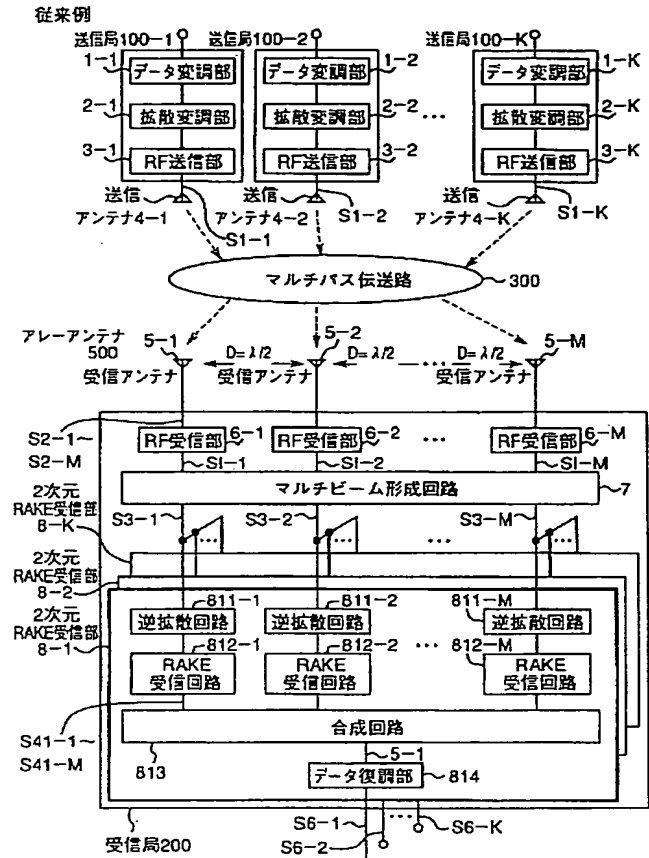 従来例
送信局100-1 送信局100-2 送信局100-K
1-1 データ変調部 データ変調部 1-2 データ変調部 1-K
2-1 拡散変調部 拡散変調部 2-2 … 拡散変調部 2-K
3-1 RF送信部 RF送信部 3-2 RF送信部 3-K
送信 送信 送信
アンテナ4-1 S1-1 アンテナ4-2 S1-2 アンテナ4-K S1-K
マルチパス伝送路 300
アレーアンテナ
500
5-1 5-2 5-M
D=λ/2 D=λ/2 … D=λ/2
受信アンテナ 受信アンテナ 受信アンテナ
S2-1~
S2-M
RF受信部 6-1 RF受信部 6-2 … RF受信部 6-M
SI-1 SI-2 SI-M
マルチビーム形成回路 7
S3-1 S3-2 S3-M
… … … …
2次元
RAKE受信部
8-K
2次元
RAKE受信部
8-2
2次元
RAKE受信部
8-1
811-1 811-2 811-M
逆拡散回路 逆拡散回路 逆拡散回路
812-1 812-2 … 812-M
RAKE
受信回路
RAKE
受信回路
RAKE
受信回路
S41-1~
S41-M
合成回路
813 5-1
データ復調部 814
受信局200
S6-1 … S6-K
S6-2